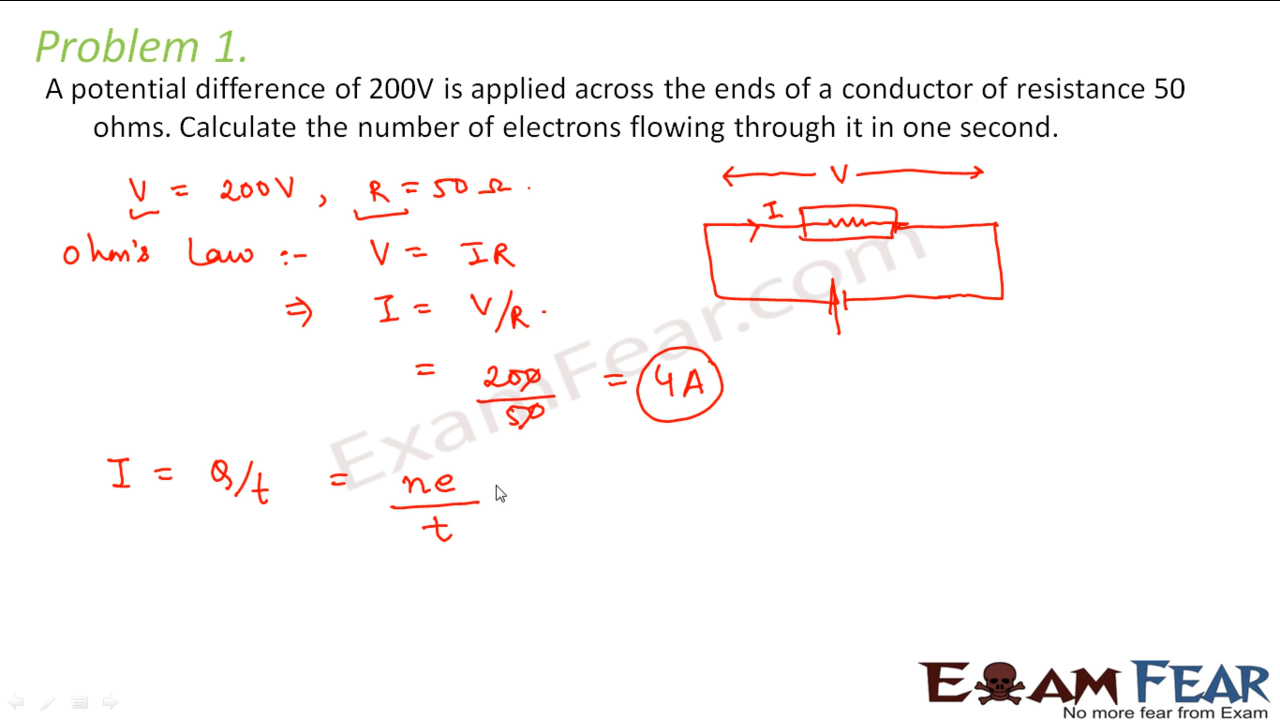 Problem 1.
A potential difference of 200V is applied across the ends of a conductor of resistance 50
ohms. Calculate the number of electrons flowing through it in one second.
V = 200V , R = 50 Ω .
V
I
ohm's Law :- V = IR
⇒ I = V/R .
= 200/50 = 4A
I = Q/t = ne/t
ExamFear.com
EXAM FEAR
No more fear from Exam